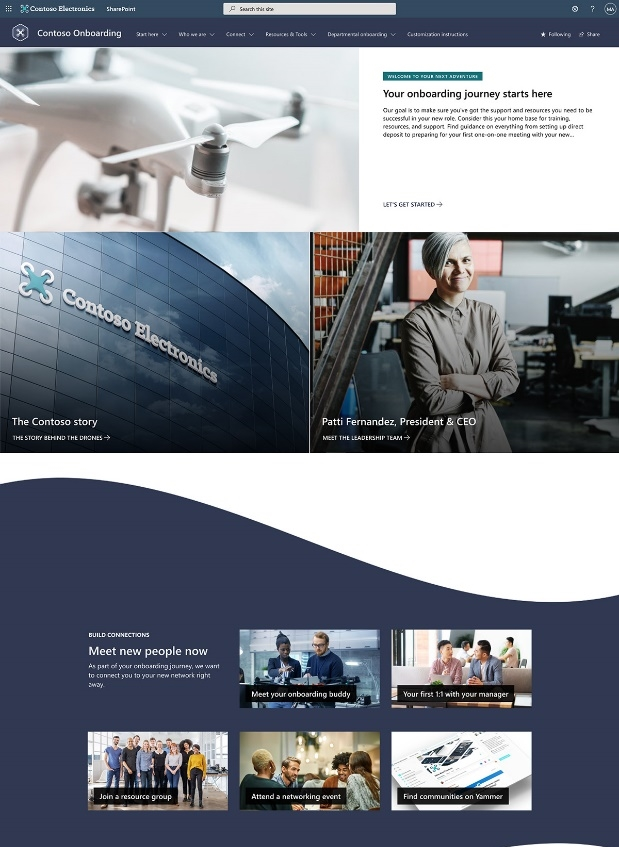 Contoso Electronics
SharePoint
Search this site
?
MA
Contoso Onboarding
Start here
Who we are
Connect
Resources & Tools
Departmental onboarding
Customization instructions
Following
Share
WELCOME TO YOUR NEXT ADVENTURE
Your onboarding journey starts here
Our goal is to make sure you've got the support and resources you need to be
successful in your new role. Consider this your home base for training,
resources, and support. Find guidance on everything from setting up direct
deposit to preparing for your first one-on-one meeting with your new...
LET'S GET STARTED
Contoso Electronics
The Contoso story
THE STORY BEHIND THE DRONES
Patti Fernandez, President & CEO
MEET THE LEADERSHIP TEAM
BUILD CONNECTIONS
Meet new people now
As part of your onboarding journey, we want
to connect you to your new network right
away.
Meet your onboarding buddy
Your first 1:1 with your manager
Join a resource group
Attend a networking event
Find communities on Yammer